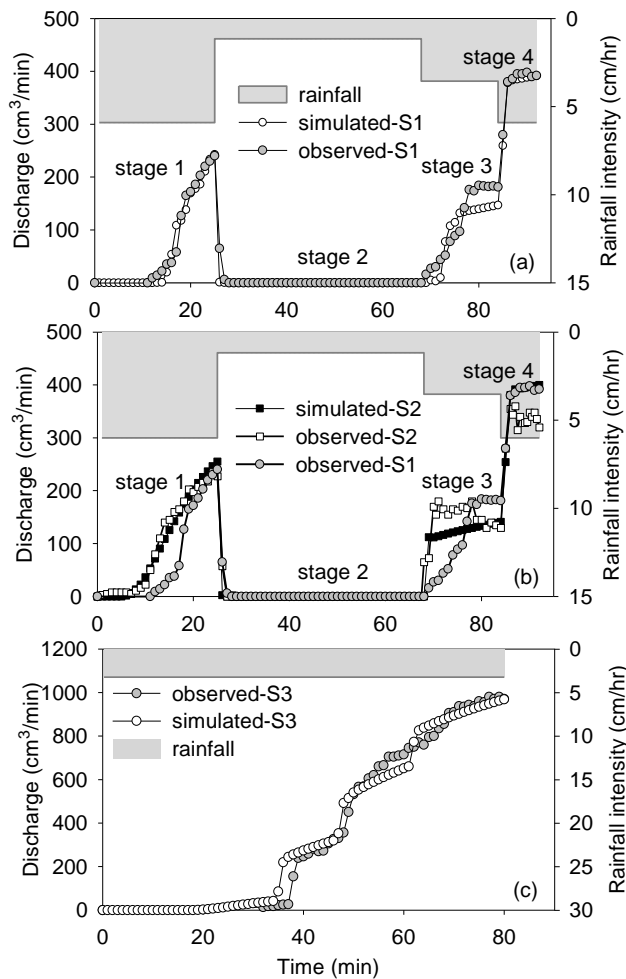 500
400
300
200
100
0
Discharge (cm³/min)
0
5
10
15
Rainfall intensity (cm/hr)
stage 4
rainfall
simulated-S1
observed-S1
stage 1
stage 3
stage 2
(a)
0 20 40 60 80
500
400
300
200
100
0
Discharge (cm³/min)
0
5
10
15
Rainfall intensity (cm/hr)
stage 4
simulated-S2
observed-S2
observed-S1
stage 1
stage 3
stage 2
(b)
0 20 40 60 80
1200
1000
800
600
400
200
0
Discharge (cm³/min)
0
5
10
15
20
25
30
Rainfall intensity (cm/hr)
observed-S3
simulated-S3
rainfall
(c)
0 20 40 60 80
Time (min)